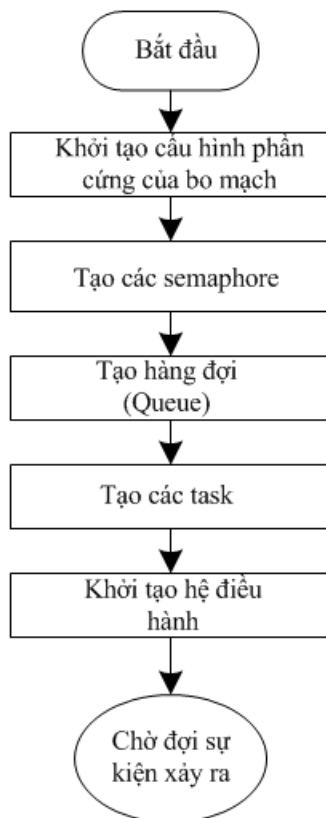 Bắt đầu
Khởi tạo cấu hình phần
cứng của bo mạch
Tạo các semaphore
Tạo hàng đợi
(Queue)
Tạo các task
Khởi tạo hệ điều
hành
Chờ đợi sự
kiện xảy ra